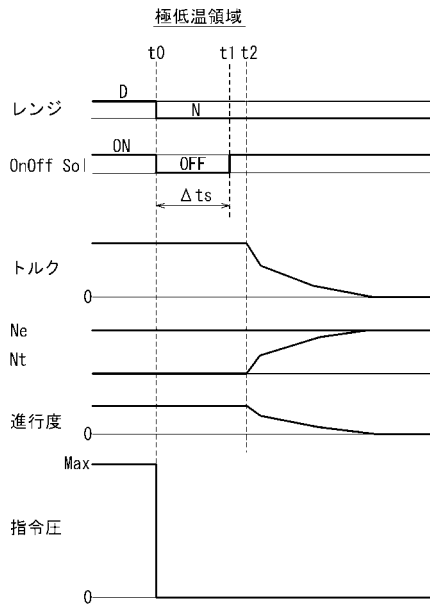 極低温領域
t0 t1 t2
D
レンジ
N
ON
OnOff Sol
OFF
Δts
トルク
0
Ne
Nt
進行度
0
Max
指令圧
0